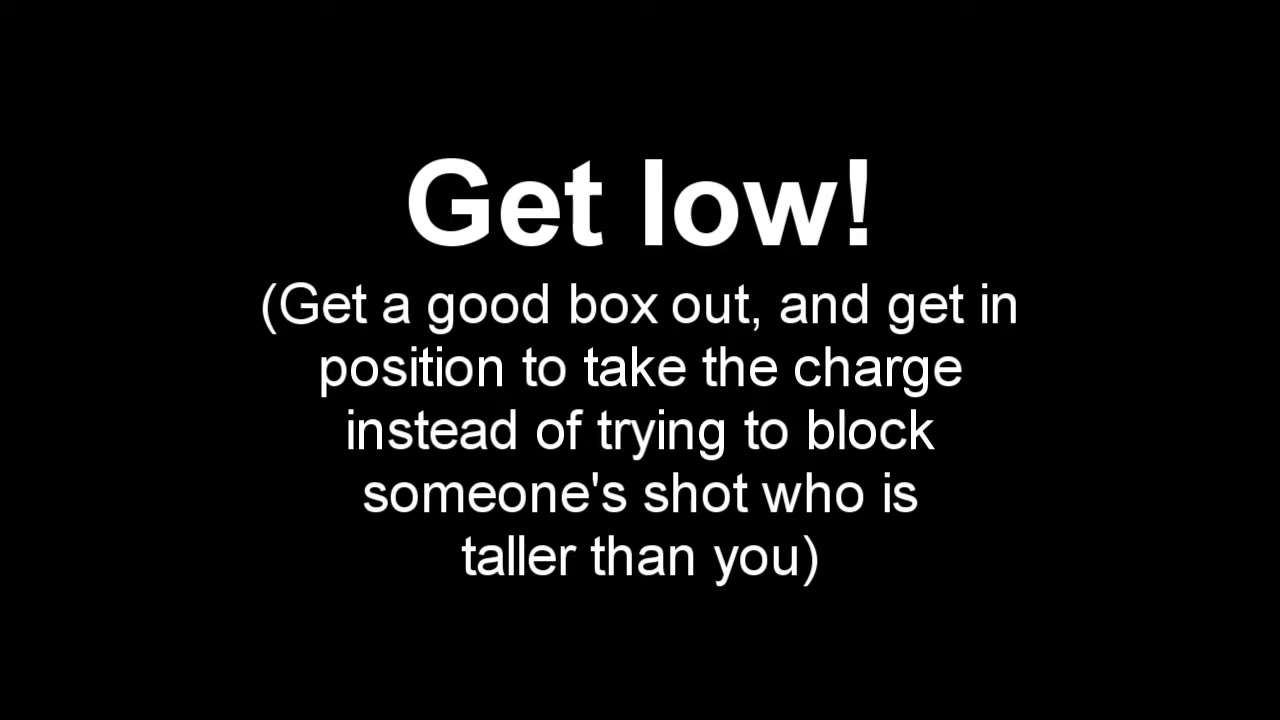 Get low!
(Get a good box out, and get in
position to take the charge
instead of trying to block
someone's shot who is
taller than you)